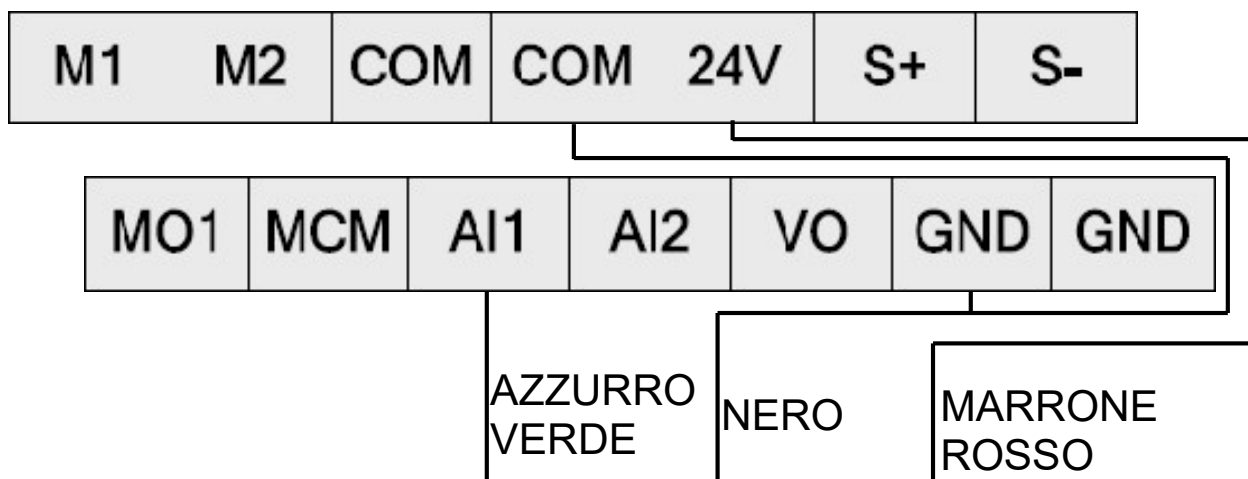 M1 M2 COM COM 24V S+ S-
MO1 MCM AI1 AI2 VO GND GND
AZZURRO
VERDE
NERO
MARRONE
ROSSO